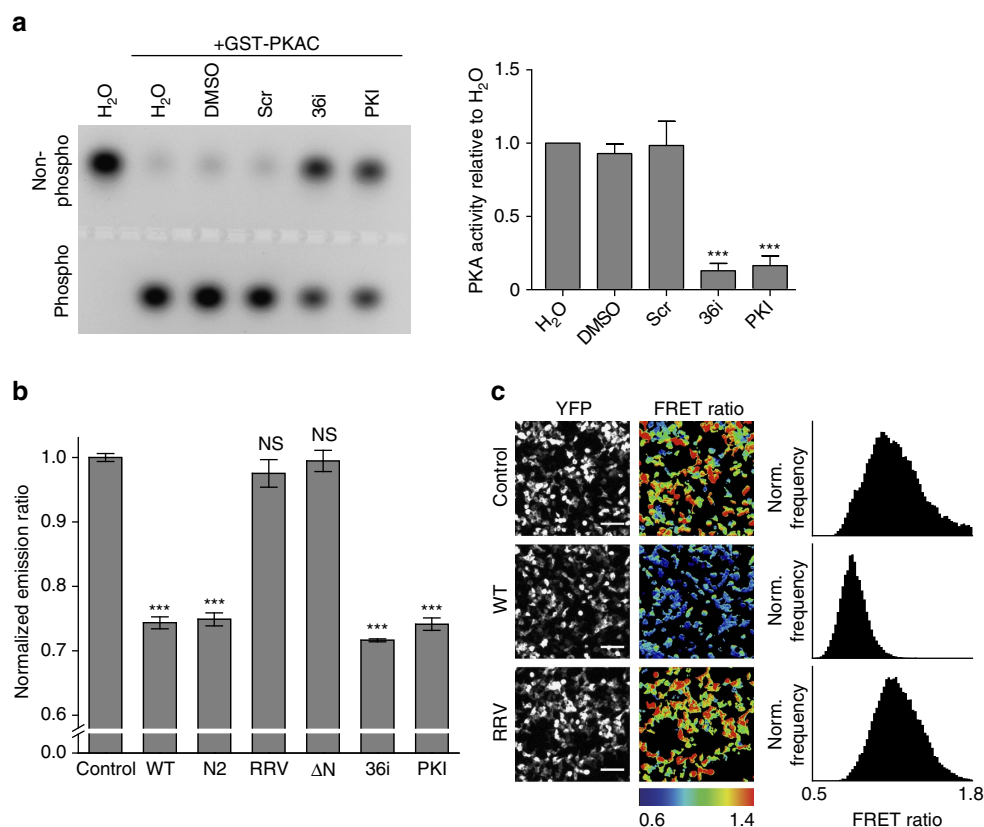 a
+GST-PKAC
H₂O H₂O DMSO Scr 36i PKI
Non-
phospho
Phospho
PKA activity relative to H₂O
1.5
1.0
0.5
0
*** ***
H₂O DMSO Scr 36i PKI
b
Normalized emission ratio
1.0
0.9
0.8
0.7
0.6
0.0
*** *** NS NS *** ***
Control WT N2 RRV ΔN 36i PKI
c
YFP FRET ratio
Control
WT
RRV
0.6 1.4
Norm.
frequency
Norm.
frequency
Norm.
frequency
0.5 1.8
FRET ratio